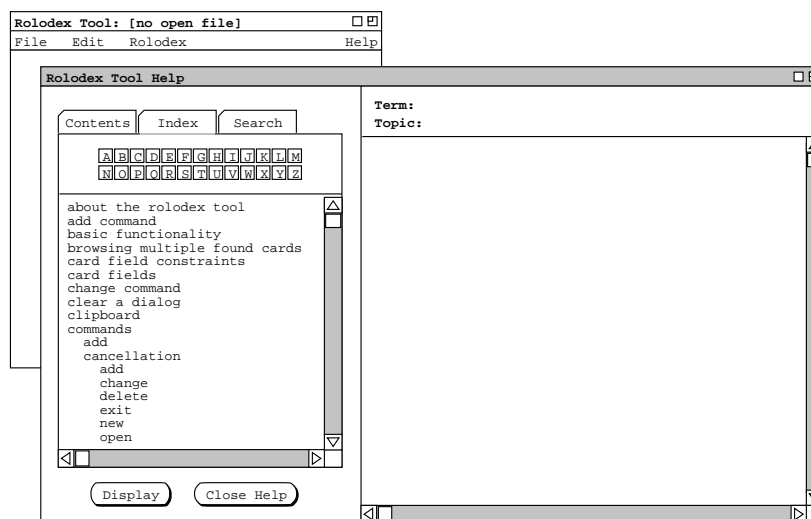 Rolodex Tool: [no open file]
File Edit Rolodex Help
Rolodex Tool Help
Term:
Topic:
Contents Index Search
A B C D E F G H I J K L M
N O P Q R S T U V W X Y Z
about the rolodex tool
add command
basic functionality
browsing multiple found cards
card field constraints
card fields
change command
clear a dialog
clipboard
commands
add
cancellation
add
change
delete
exit
new
open
Display Close Help